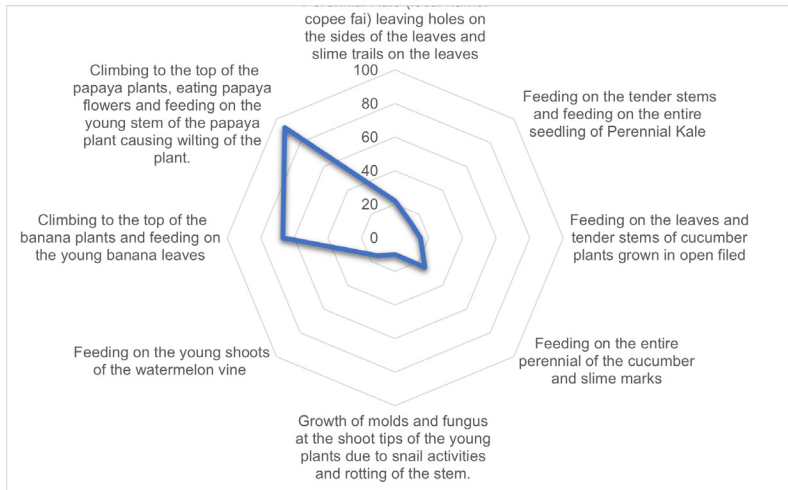 copee fai) leaving holes on
the sides of the leaves and
slime trails on the leaves
100
80
60
40
20
0
Feeding on the tender stems
and feeding on the entire
seedling of Perennial Kale
Feeding on the leaves and
tender stems of cucumber
plants grown in open filed
Feeding on the entire
perennial of the cucumber
and slime marks
Growth of molds and fungus
at the shoot tips of the young
plants due to snail activities
and rotting of the stem.
Feeding on the young shoots
of the watermelon vine
Climbing to the top of the
banana plants and feeding on
the young banana leaves
Climbing to the top of the
papaya plants, eating papaya
flowers and feeding on the
young stem of the papaya
plant causing wilting of the
plant.